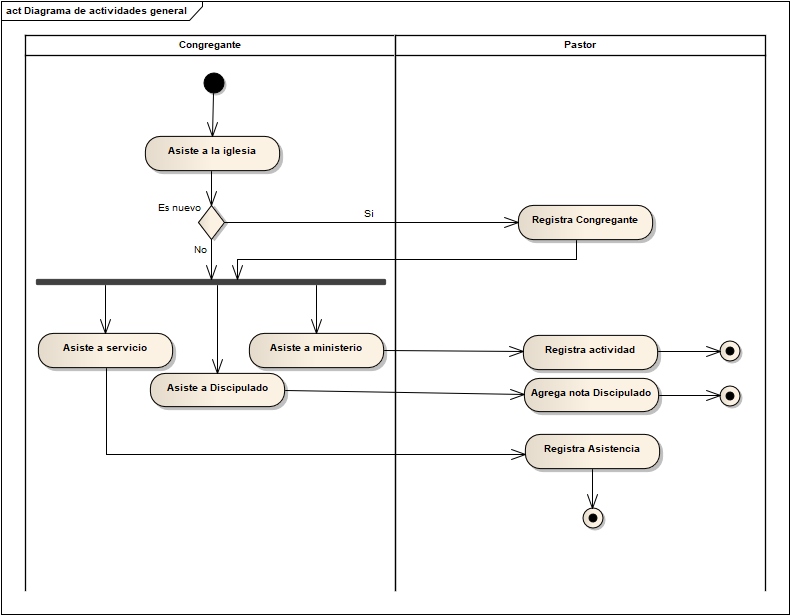 act Diagrama de actividades general
Congregante
Pastor
Asiste a la iglesia
Es nuevo
Si
Registra Congregante
No
Asiste a servicio
Asiste a ministerio
Registra actividad
Asiste a Discipulado
Agrega nota Discipulado
Registra Asistencia